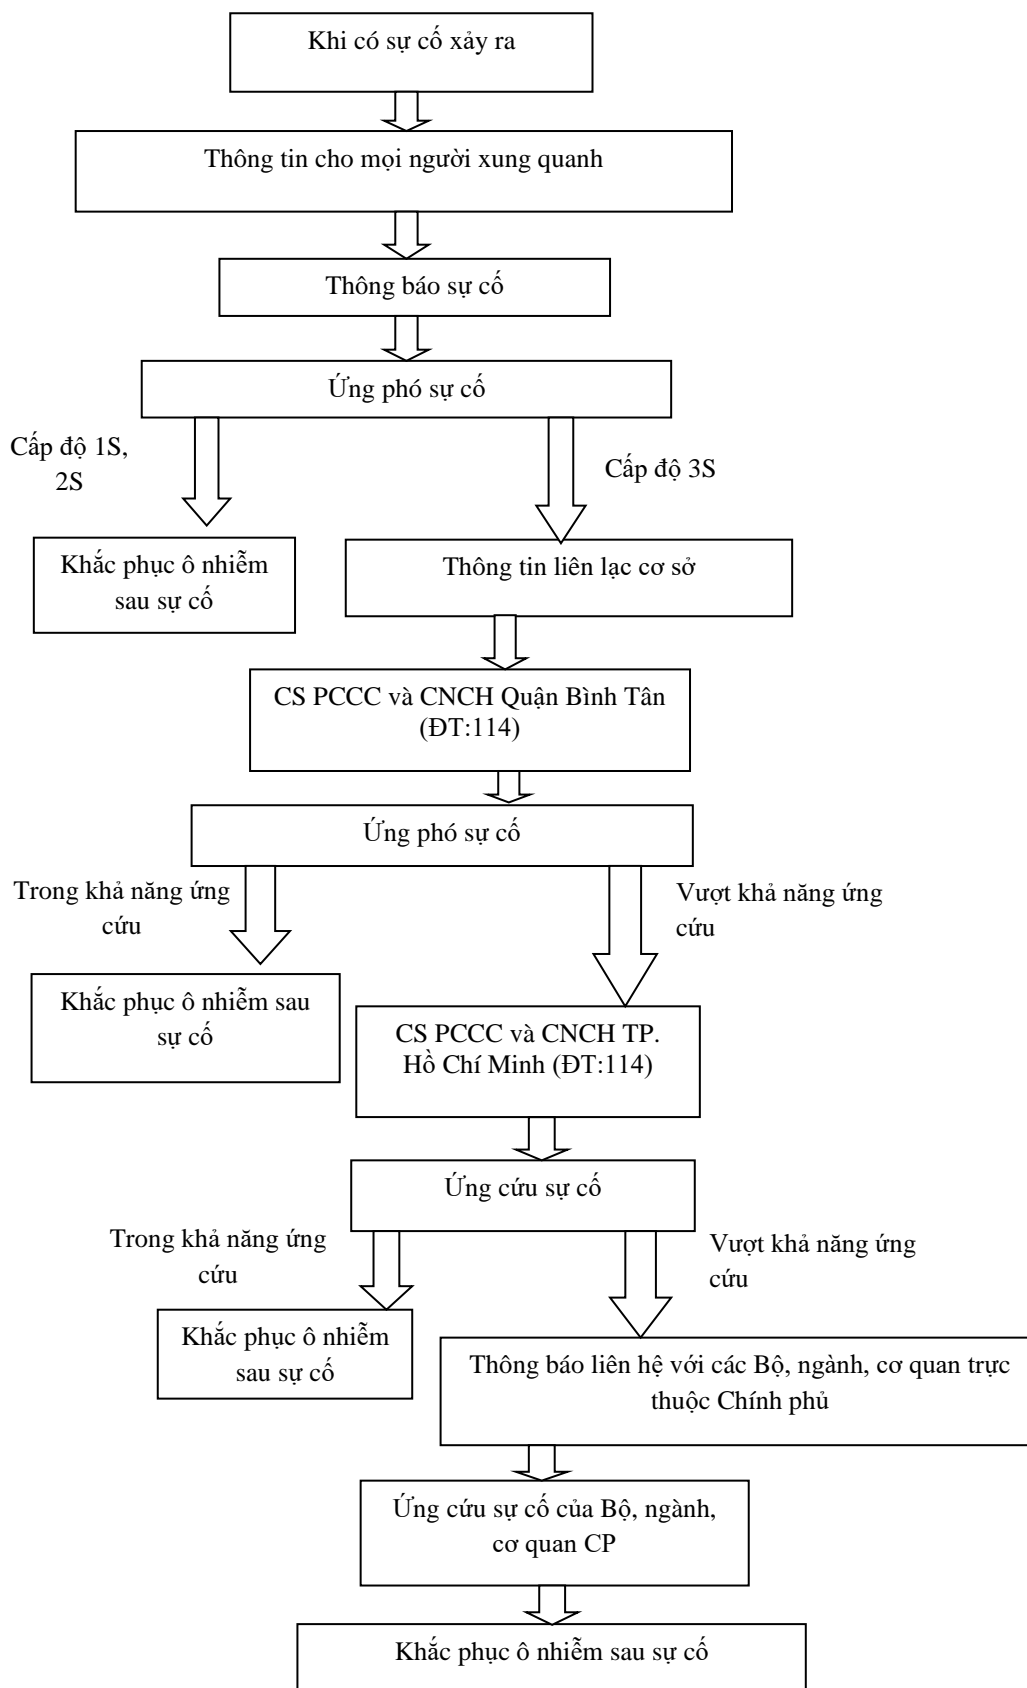 Khi có sự cố xảy ra
Thông tin cho mọi người xung quanh
Thông báo sự cố
Ứng phó sự cố
Cấp độ 1S,
2S
Cấp độ 3S
Khắc phục ô nhiễm
sau sự cố
Thông tin liên lạc cơ sở
CS PCCC và CNCH Quận Bình Tân
(ĐT:114)
Ứng phó sự cố
Trong khả năng ứng
cứu
Vượt khả năng ứng
cứu
Khắc phục ô nhiễm sau
sự cố
CS PCCC và CNCH TP.
Hồ Chí Minh (ĐT:114)
Ứng cứu sự cố
Trong khả năng ứng
cứu
Vượt khả năng ứng
cứu
Khắc phục ô nhiễm
sau sự cố
Thông báo liên hệ với các Bộ, ngành, cơ quan trực
thuộc Chính phủ
Ứng cứu sự cố của Bộ, ngành,
cơ quan CP
Khắc phục ô nhiễm sau sự cố